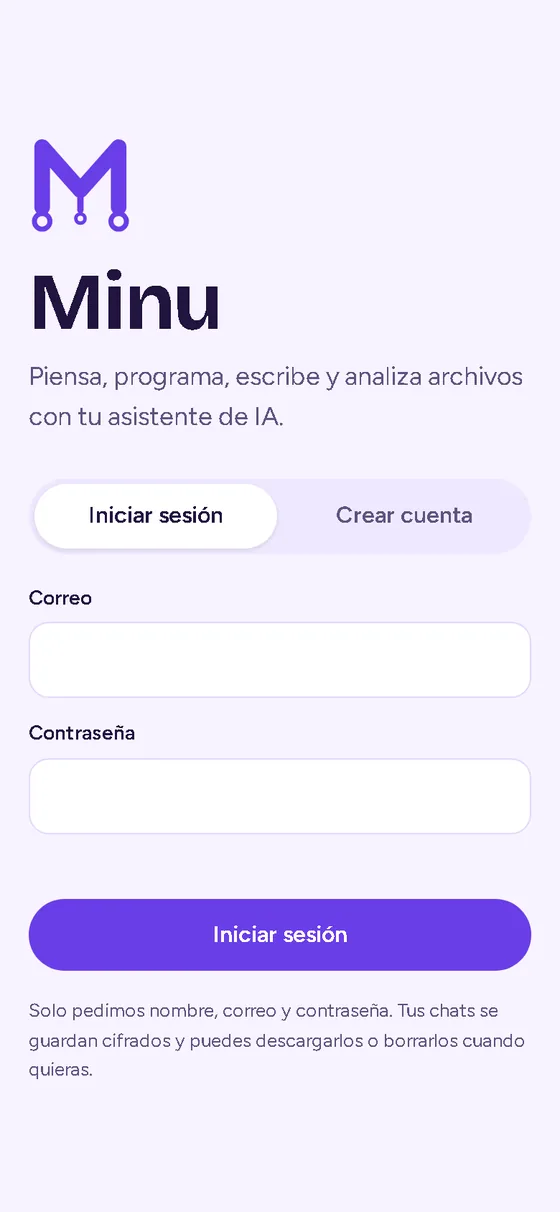 Minu
Piensa, programa, escribe y analiza archivos
con tu asistente de IA.
Iniciar sesión
Crear cuenta
Correo
Contraseña
Iniciar sesión
Solo pedimos nombre, correo y contraseña. Tus chats se
guardan cifrados y puedes descargarlos o borrarlos cuando
quieras.